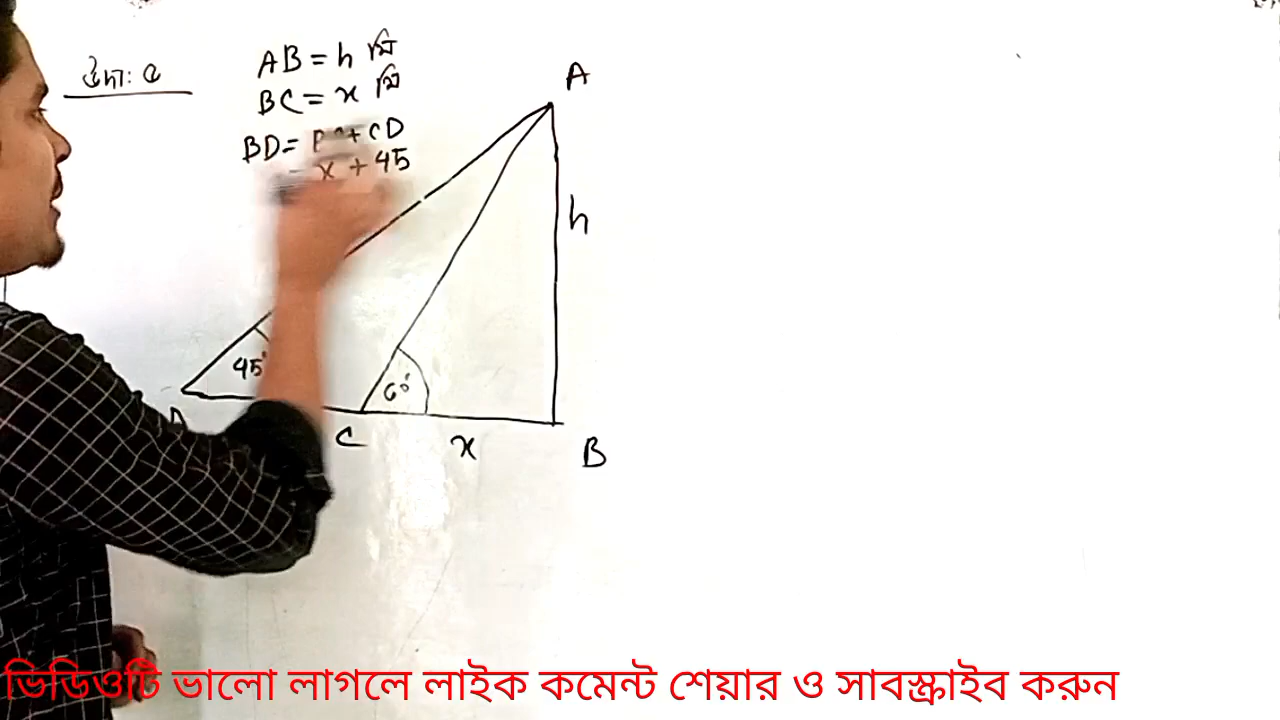 উদা: ৫
AB = h মি
BC = x মি
BD = BC + CD
= x + 45
A
h
45°
60°
D
C
x
B
ভিডিওটি ভালো লাগলে লাইক কমেন্ট শেয়ার ও সাবস্ক্রাইব করুন